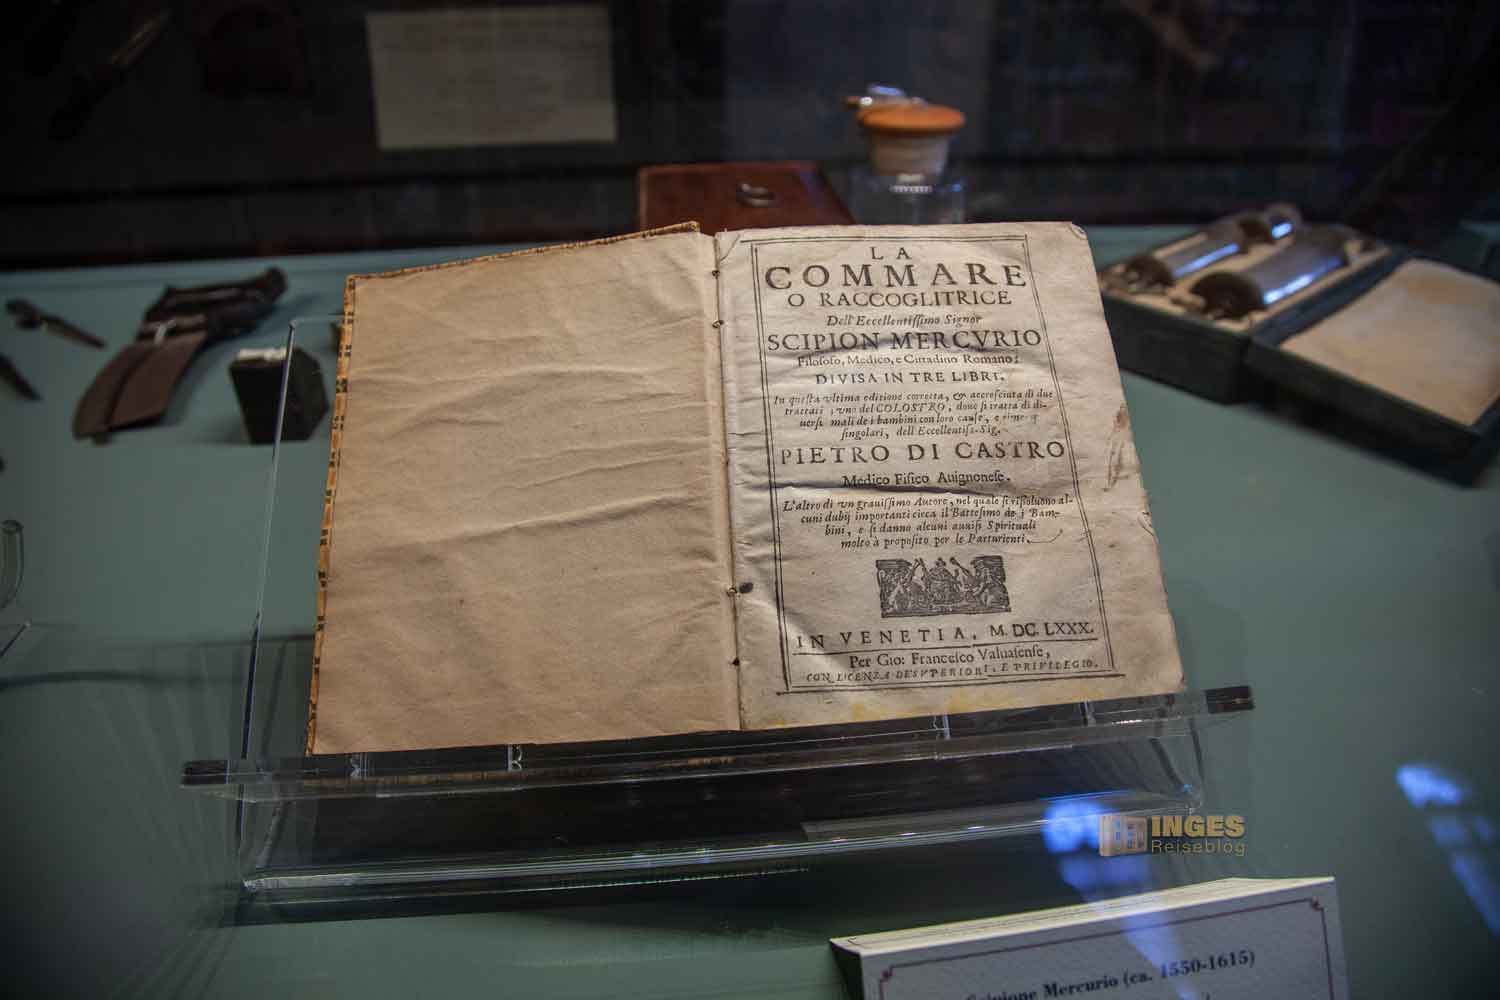 LA
COMMARE
O RACCOGLITRICE
Dell'Eccellentissimo Signor
SCIPION MERCVRIO
Filosofo, Medico, e Cittadino Romano;
DIVISA IN TRE LIBRI.
In questa vltima editione corretta, & accresciuta di due
trattati, vno del COLOSTRO, doue si tratta di di-
uersi mali de i bambini con loro cause, e
singolari, dell'Eccellentiss. Sig.
PIETRO DI CASTRO
Medico Fisico Auignonese.
L'altro di vn grauissimo Autore, nel quale si rissoluono al-
cuni dubij importanti circa il Battesimo de i Bam-
bini, e si danno alcuni auuisi Spirituali
molto à proposito per le Parturienti.
IN VENETIA, M. DC. LXXX.
Per Gio: Francesco Valuasense,
CON LICENZA DE SVPERIORI, E PRIVILEGIO.
INGES
Reiseblog
Scipione Mercurio (ca. 1550-1615)